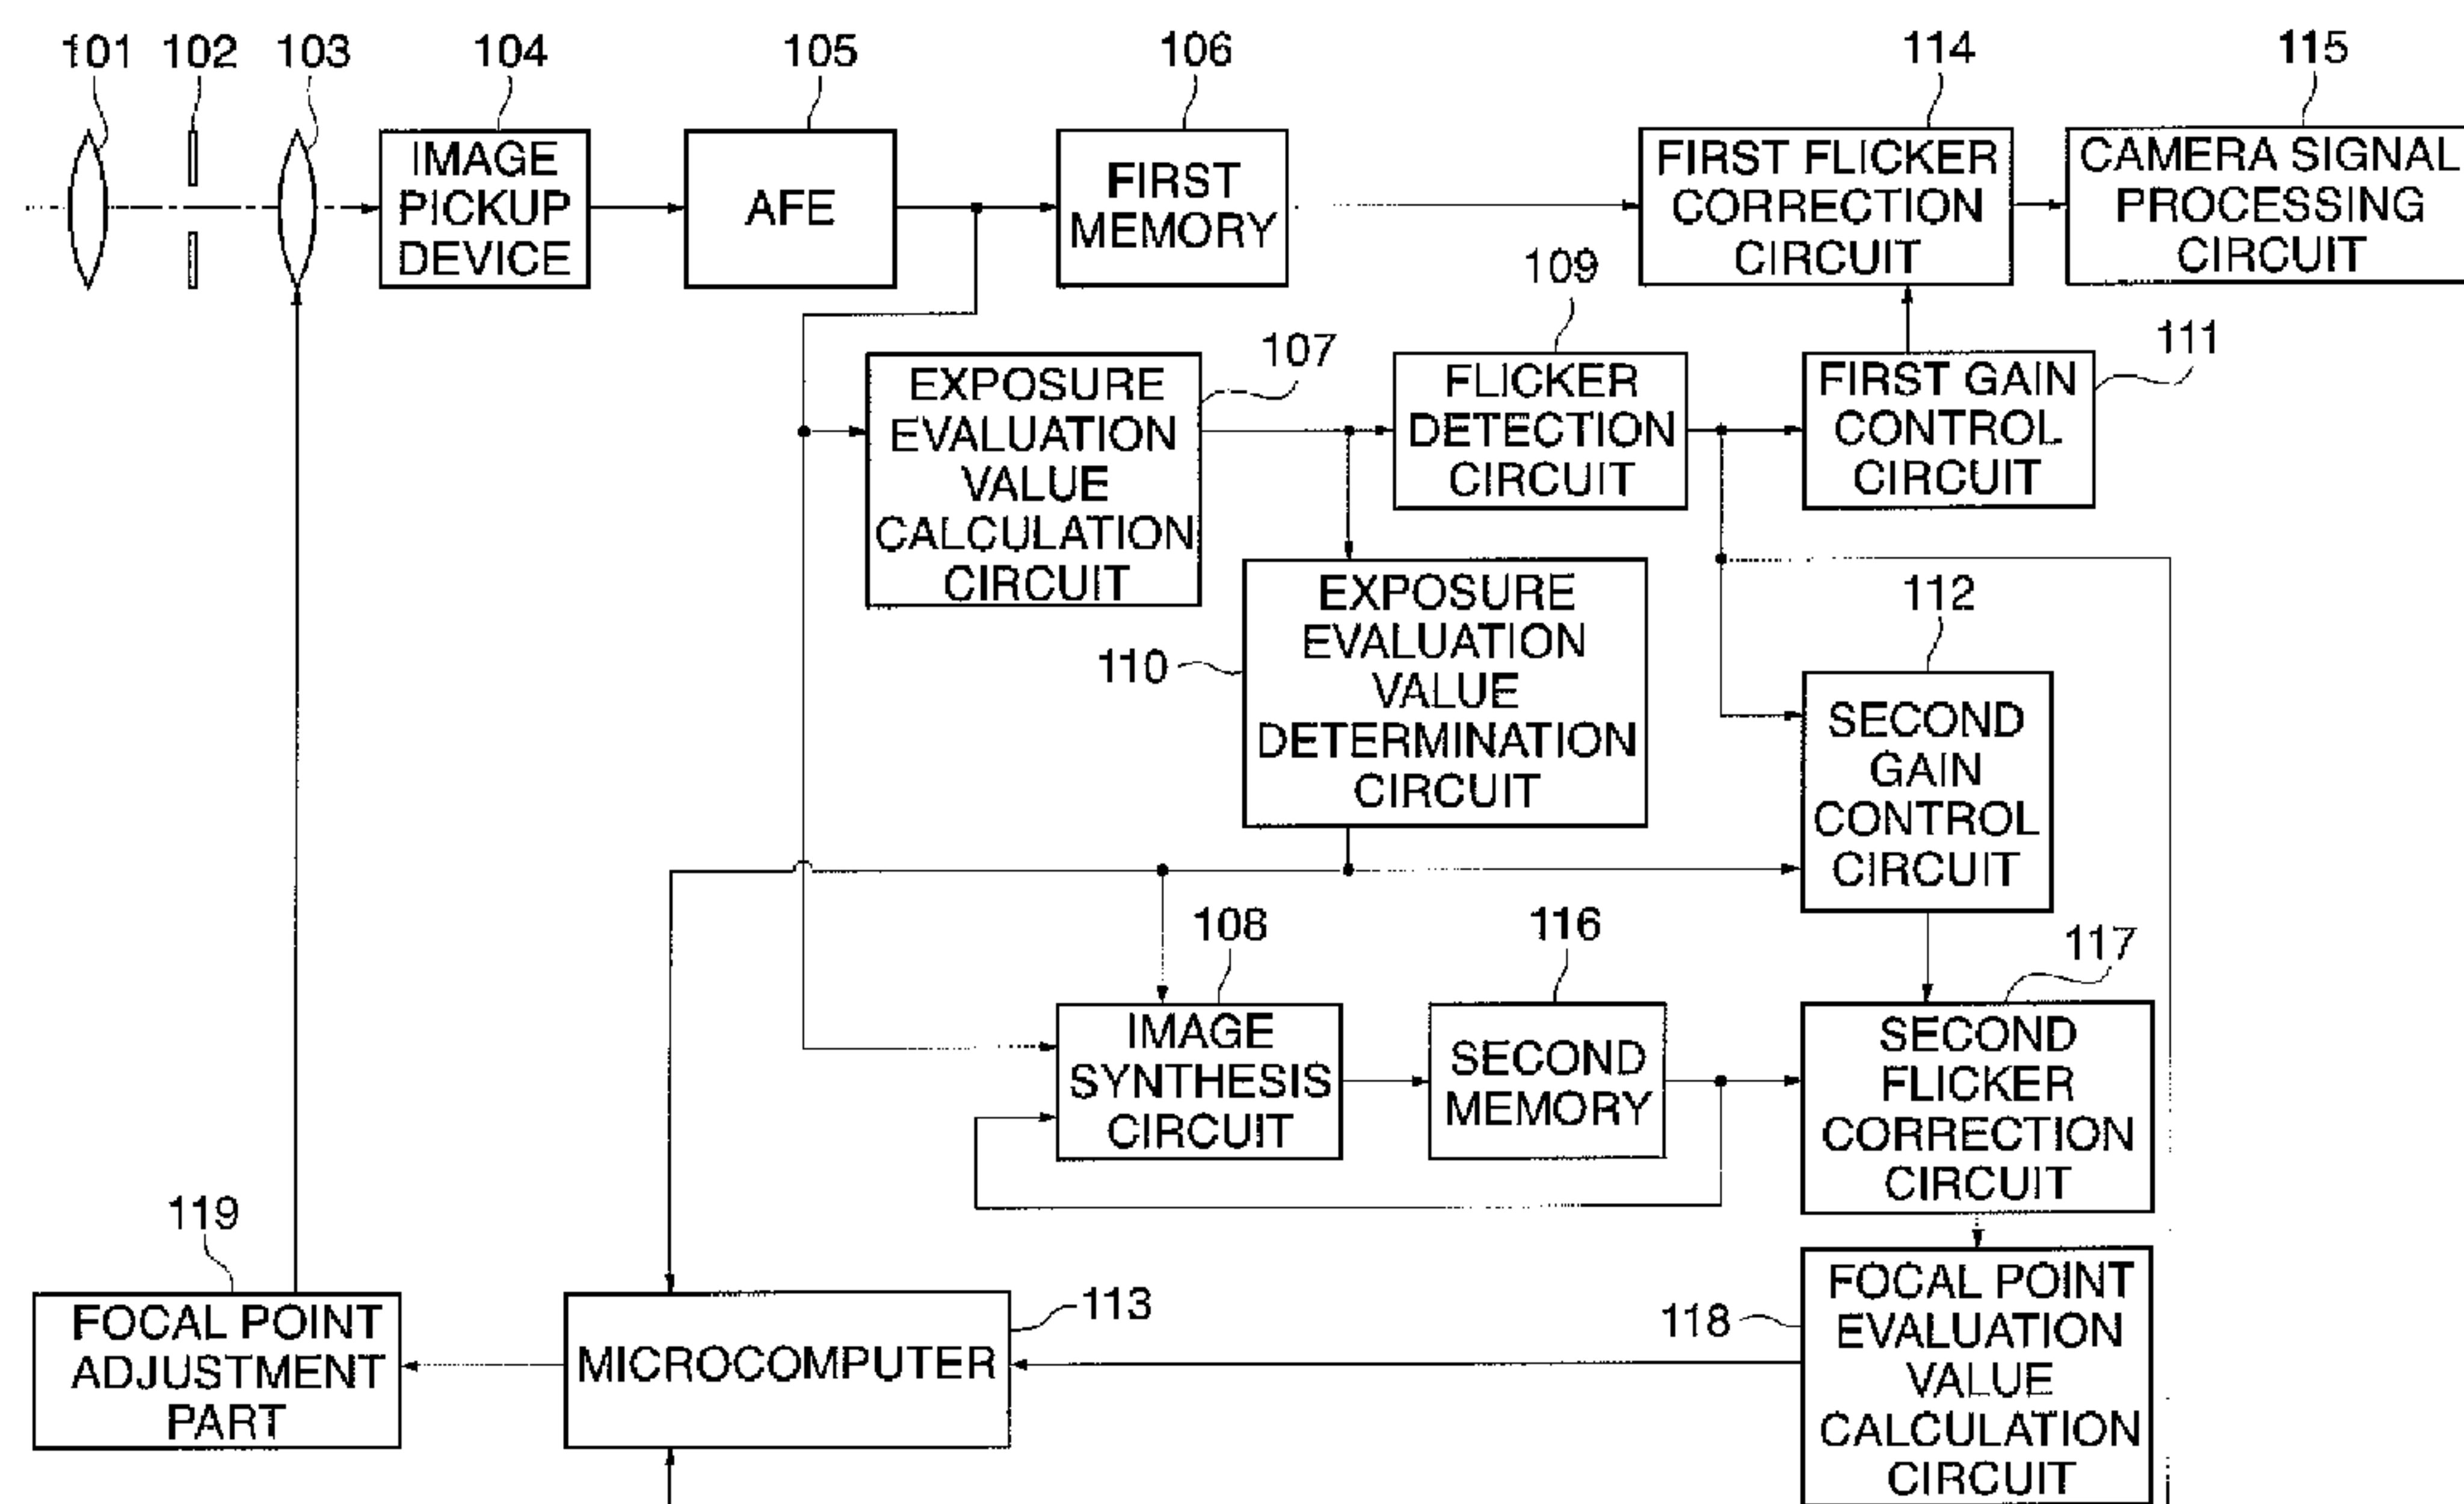 101
102
103
104
105
106
114
115
IMAGE
PICKUP
DEVICE
AFE
FIRST
MEMORY
FIRST FLICKER
CORRECTION
CIRCUIT
CAMERA SIGNAL
PROCESSING
CIRCUIT
107
109
111
EXPOSURE
EVALUATION
VALUE
CALCULATION
CIRCUIT
FLICKER
DETECTION
CIRCUIT
FIRST GAIN
CONTROL
CIRCUIT
110
EXPOSURE
EVALUATION
VALUE
DETERMINATION
CIRCUIT
112
SECOND
GAIN
CONTROL
CIRCUIT
108
116
117
IMAGE
SYNTHESIS
CIRCUIT
SECOND
MEMORY
SECOND
FLICKER
CORRECTION
CIRCUIT
119
FOCAL POINT
ADJUSTMENT
PART
113
MICROCOMPUTER
118
FOCAL POINT
EVALUATION
VALUE
CALCULATION
CIRCUIT